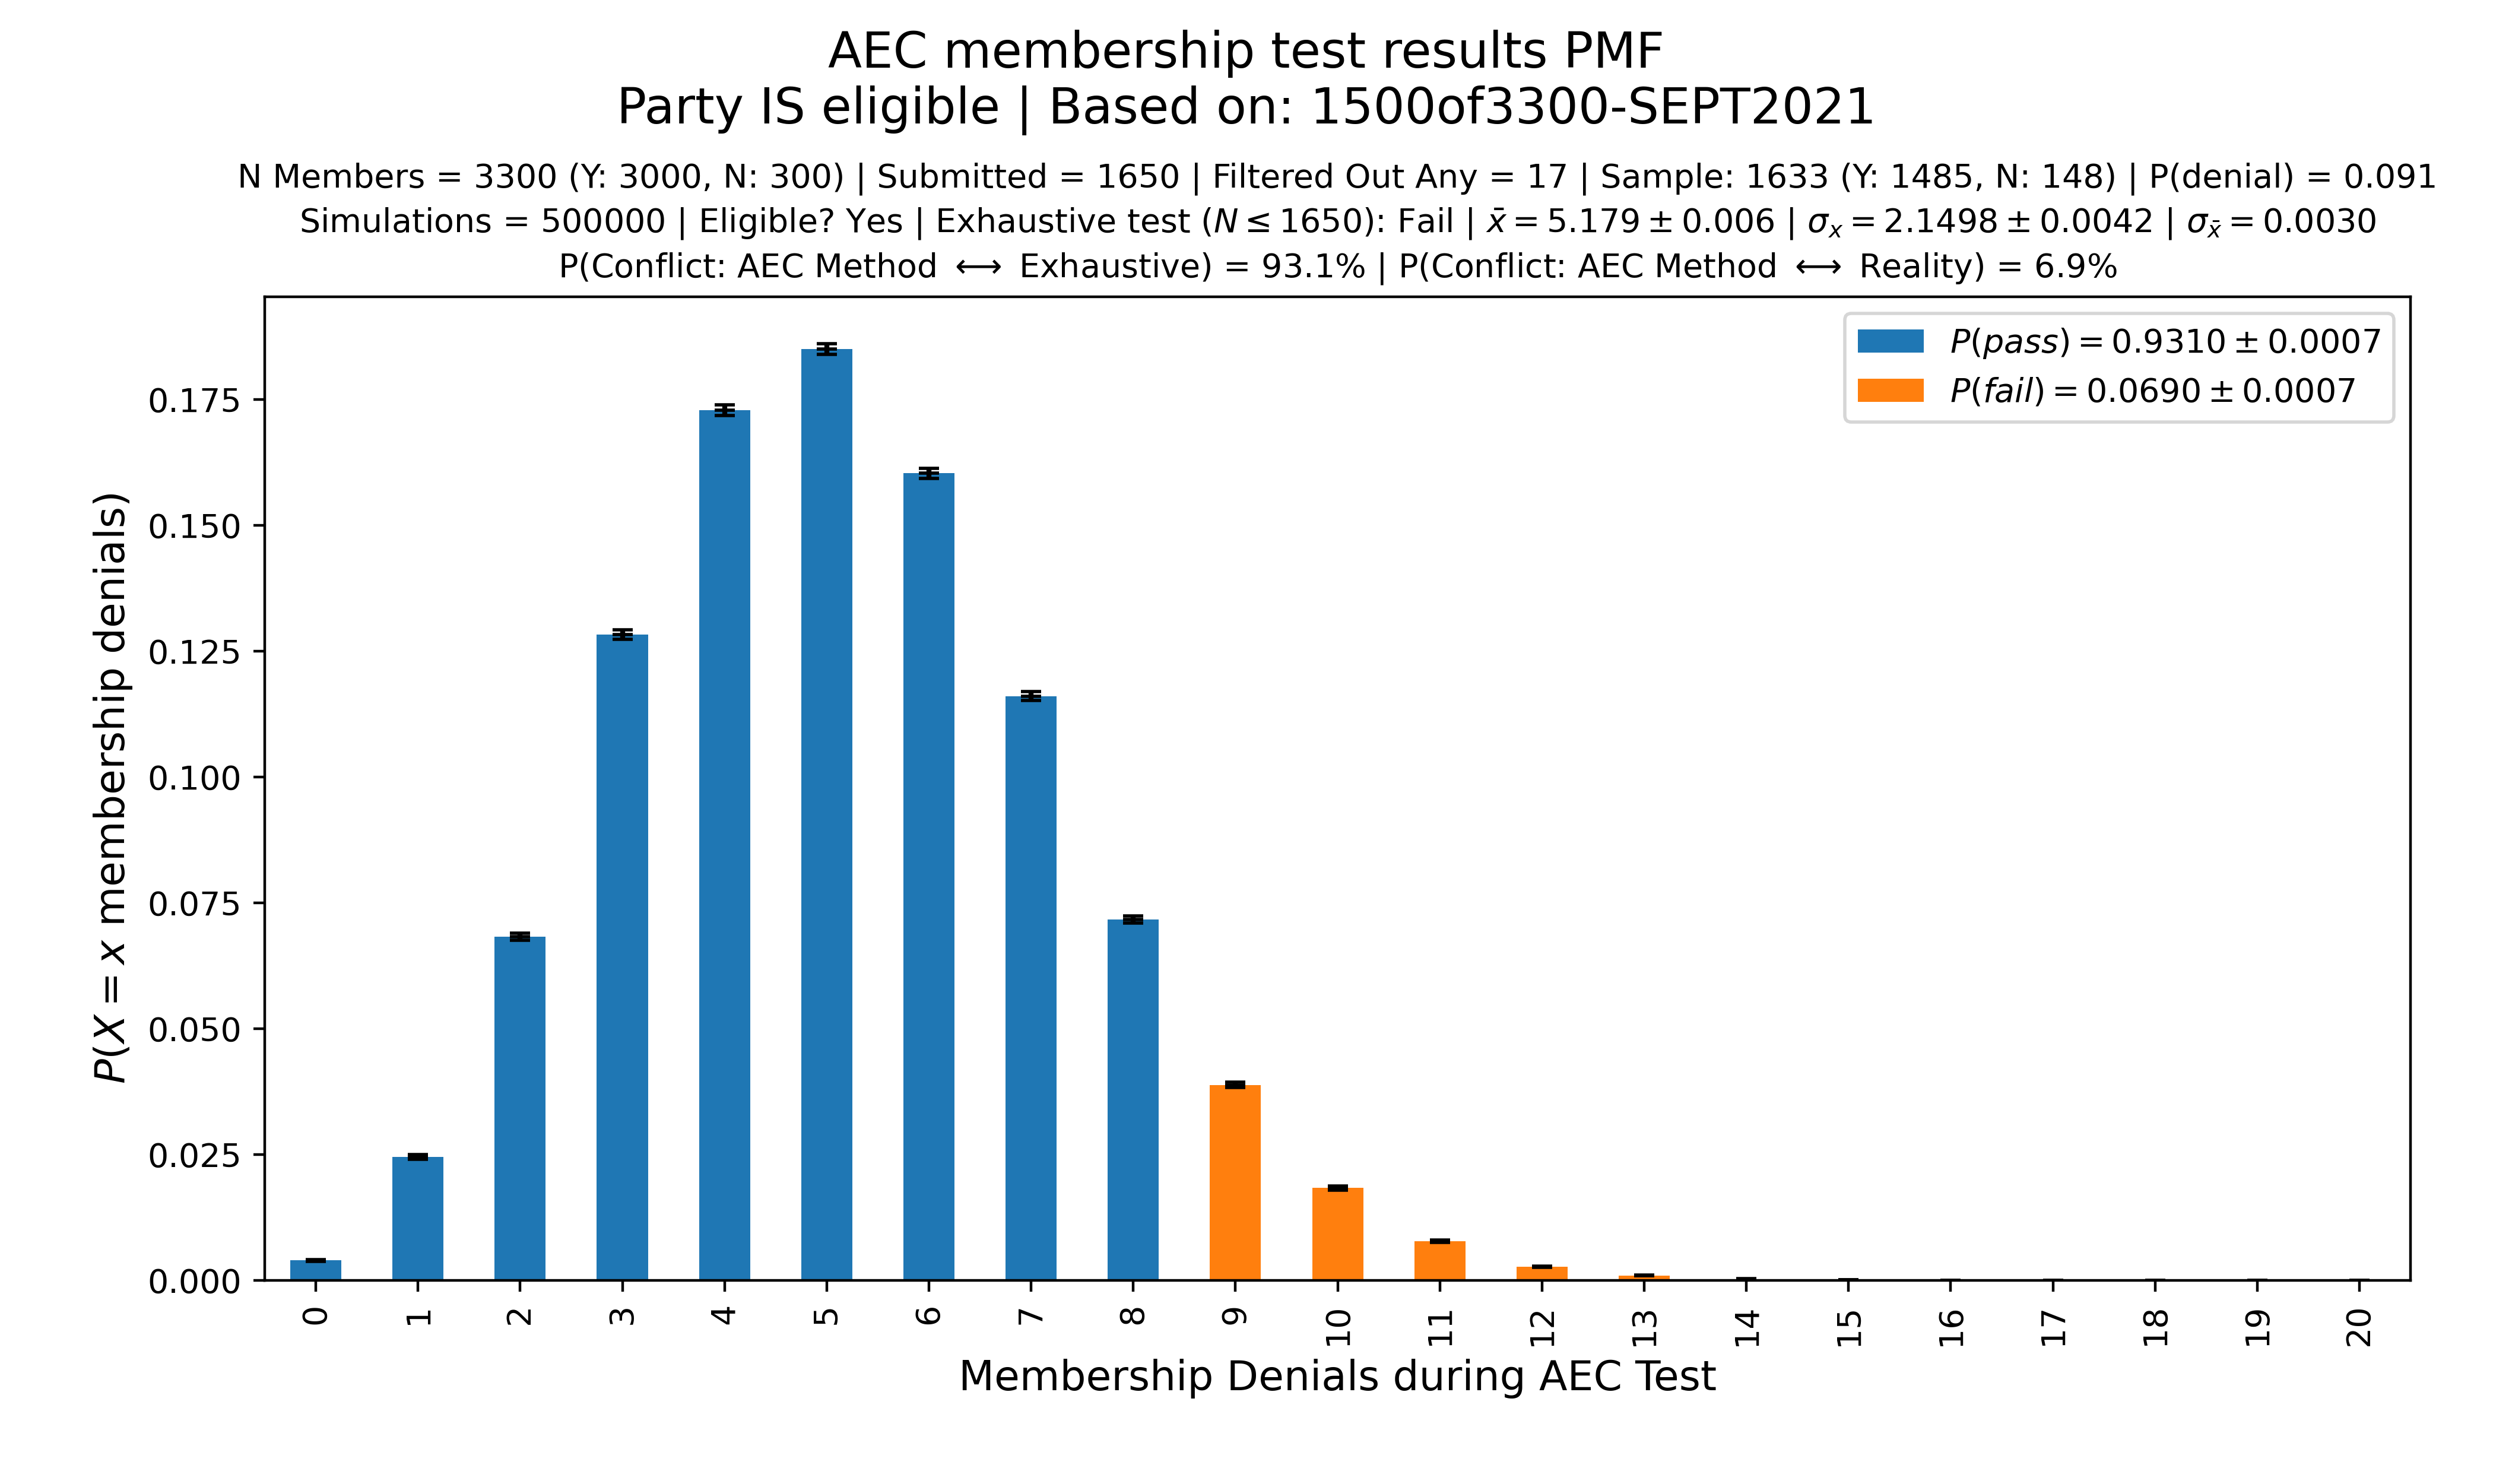 AEC membership test results PMF
Party IS eligible | Based on: 1500of3300-SEPT2021
N Members = 3300 (Y: 3000, N: 300) | Submitted = 1650 | Filtered Out Any = 17 | Sample: 1633 (Y: 1485, N: 148) | P(denial) = 0.091
Simulations = 500000 | Eligible? Yes | Exhaustive test (N ≤ 1650): Fail | x̄ = 5.179 ± 0.006 | σₓ = 2.1498 ± 0.0042 | σ_x̄ = 0.0030
P(Conflict: AEC Method ⟷ Exhaustive) = 93.1% | P(Conflict: AEC Method ⟷ Reality) = 6.9%
P(pass) = 0.9310 ± 0.0007
P(fail) = 0.0690 ± 0.0007
P(X = x membership denials)
0.175
0.150
0.125
0.100
0.075
0.050
0.025
0.000
0 1 2 3 4 5 6 7 8 9 10 11 12 13 14 15 16 17 18 19 20
Membership Denials during AEC Test